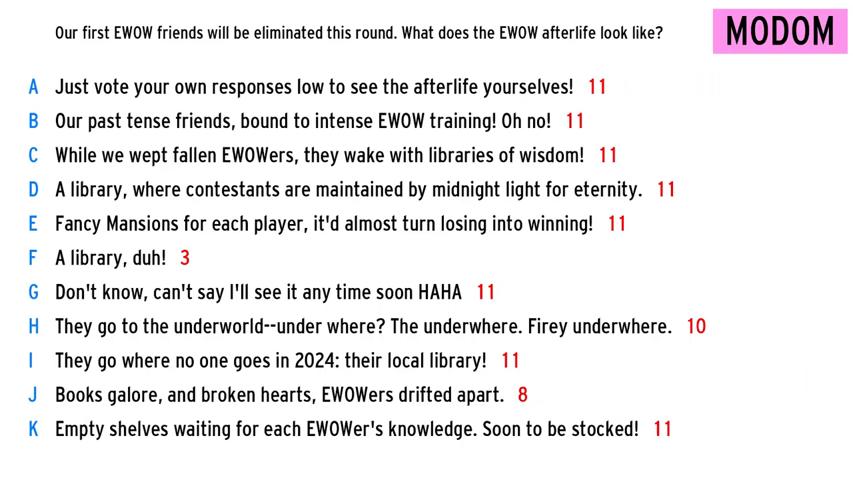 Our first EWOW friends will be eliminated this round. What does the EWOW afterlife look like?
MODOM
A Just vote your own responses low to see the afterlife yourselves! 11
B Our past tense friends, bound to intense EWOW training! Oh no! 11
C While we wept fallen EWOWers, they wake with libraries of wisdom! 11
D A library, where contestants are maintained by midnight light for eternity. 11
E Fancy Mansions for each player, it'd almost turn losing into winning! 11
F A library, duh! 3
G Don't know, can't say I'll see it any time soon HAHA 11
H They go to the underworld--under where? The underwhere. Firey underwhere. 10
I They go where no one goes in 2024: their local library! 11
J Books galore, and broken hearts, EWOWers drifted apart. 8
K Empty shelves waiting for each EWOWer's knowledge. Soon to be stocked! 11